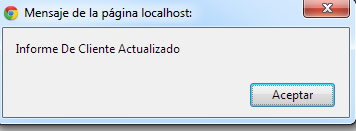 Mensaje de la página localhost:
Informe De Cliente Actualizado
Aceptar